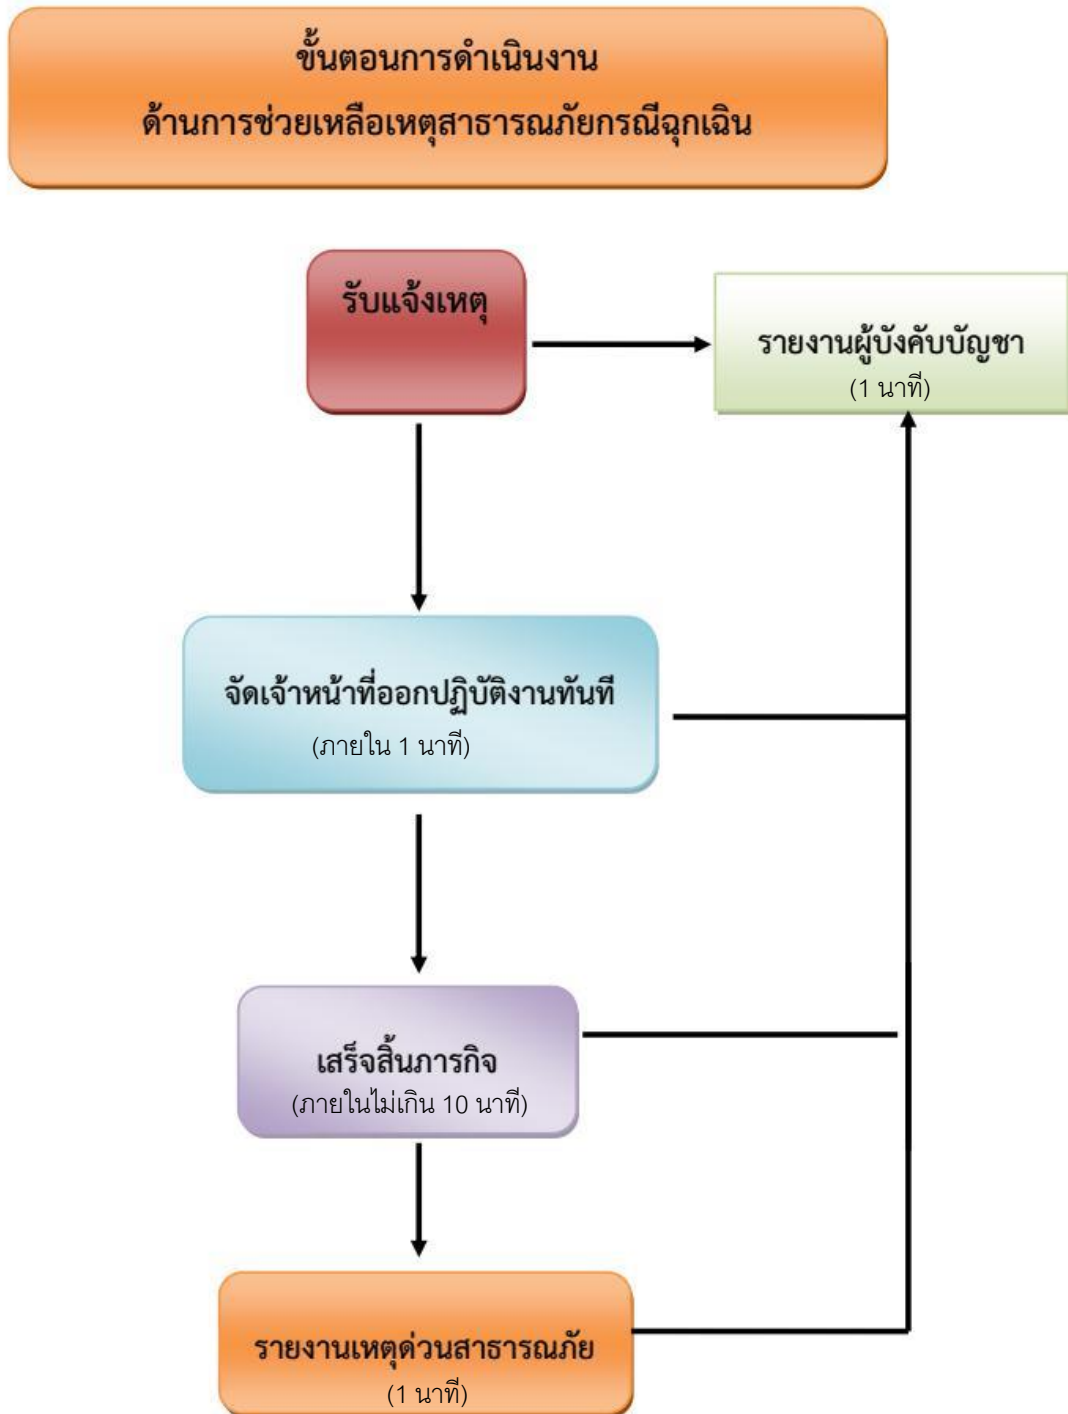 ขั้นตอนการดำเนินงาน
ด้านการช่วยเหลือเหตุสาธารณภัยกรณีฉุกเฉิน
รับแจ้งเหตุ
รายงานผู้บังคับบัญชา
(1 นาที)
จัดเจ้าหน้าที่ออกปฏิบัติงานทันที
(ภายใน 1 นาที)
เสร็จสิ้นภารกิจ
(ภายในไม่เกิน 10 นาที)
รายงานเหตุด่วนสาธารณภัย
(1 นาที)